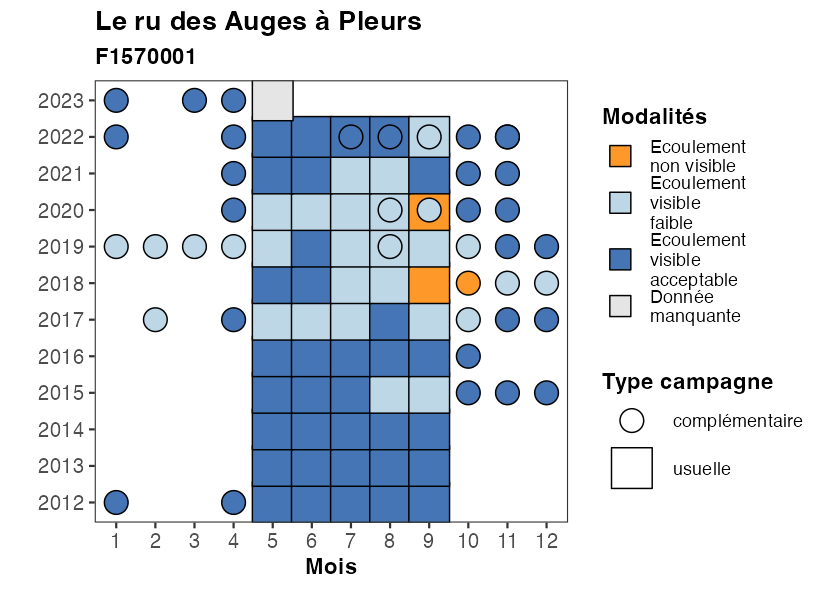 Le ru des Auges à Pleurs
F1570001
2023
2022
2021
2020
2019
2018
2017
2016
2015
2014
2013
2012
1 2 3 4 5 6 7 8 9 10 11 12
Mois
Modalités
Ecoulement
non visible
Ecoulement
visible
faible
Ecoulement
visible
acceptable
Donnée
manquante
Type campagne
complémentaire
usuelle